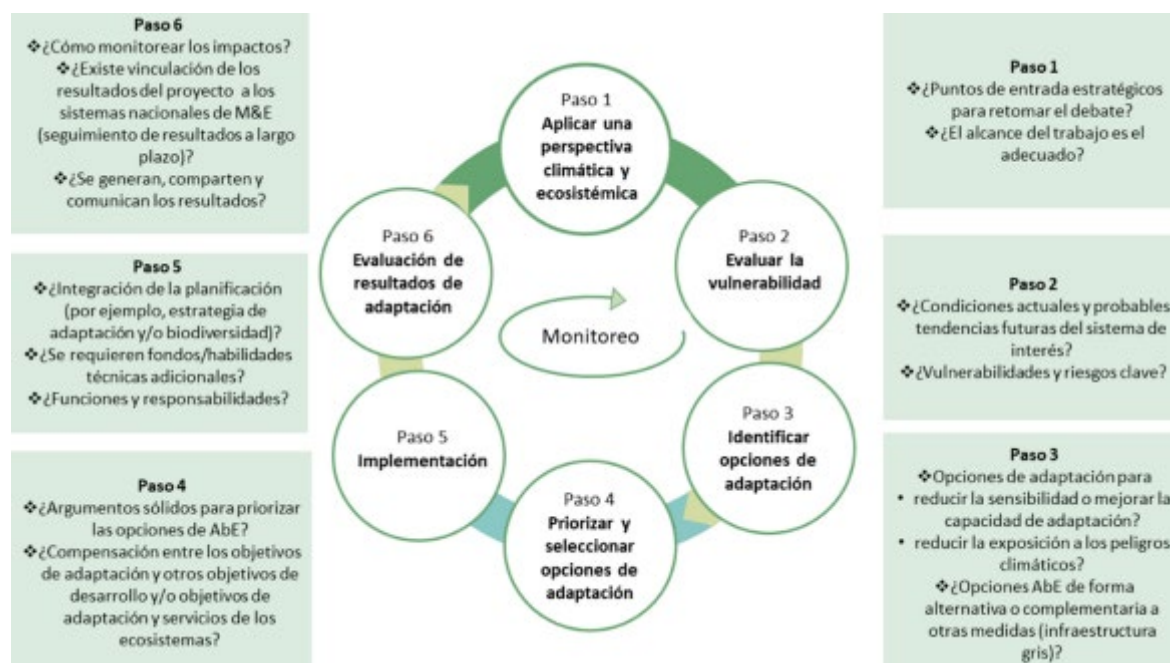 Paso 6
❖¿Cómo monitorear los impactos?
❖¿Existe vinculación de los
resultados del proyecto a los
sistemas nacionales de M&E
(seguimiento de resultados a largo
plazo)?
❖¿Se generan, comparten y
comunican los resultados?
Paso 5
❖¿Integración de la planificación
(por ejemplo, estrategia de
adaptación y/o biodiversidad)?
❖¿Se requieren fondos/habilidades
técnicas adicionales?
❖¿Funciones y responsabilidades?
Paso 4
❖¿Argumentos sólidos para priorizar
las opciones de AbE?
❖¿Compensación entre los objetivos
de adaptación y otros objetivos de
desarrollo y/o objetivos de
adaptación y servicios de los
ecosistemas?
Paso 1
Aplicar una
perspectiva
climática y
ecosistémica
Paso 2
Evaluar la
vulnerabilidad
Paso 3
Identificar
opciones de
adaptación
Paso 4
Priorizar y
seleccionar
opciones de
adaptación
Paso 5
Implementación
Paso 6
Evaluación de
resultados de
adaptación
Monitoreo
Paso 1
❖¿Puntos de entrada estratégicos
para retomar el debate?
❖¿El alcance del trabajo es el
adecuado?
Paso 2
❖¿Condiciones actuales y probables
tendencias futuras del sistema de
interés?
❖¿Vulnerabilidades y riesgos clave?
Paso 3
❖Opciones de adaptación para
• reducir la sensibilidad o mejorar la
capacidad de adaptación?
• reducir la exposición a los peligros
climáticos?
❖¿Opciones AbE de forma
alternativa o complementaria a
otras medidas (infraestructura
gris)?